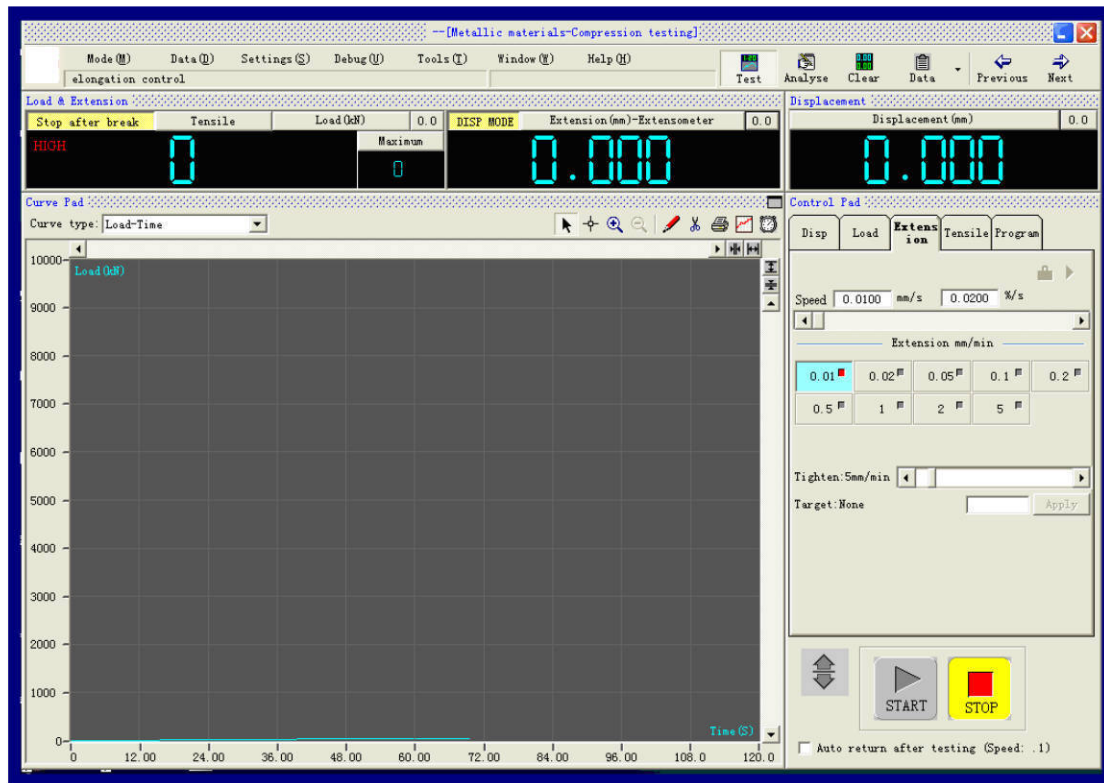 --[Metallic materials-Compression testing]
Mode(M) Data(D) Settings(S) Debug(U) Tools(T) Window(W) Help(H)
elongation control
Test Analyse Clear Data Previous Next
Load & Extension
Stop after break Tensile Load(kN) 0.0
HIGH 0
Maximum
0
DISP MODE Extension(mm)-Extensometer 0.0
0.000
Displacement
Displacement(mm) 0.0
0.000
Curve Pad
Curve type: Load-Time
Load(kN)
10000
9000
8000
7000
6000
5000
4000
3000
2000
1000
0
Time(S)
0 12.00 24.00 36.00 48.00 60.00 72.00 84.00 96.00 108.0 120.0
Control Pad
Disp Load Extens
ion Tensile Program
Speed 0.0100 mm/s 0.0200 %/s
Extension mm/min
0.01 0.02 0.05 0.1 0.2
0.5 1 2 5
Tighten:5mm/min
Target:None Apply
START STOP
Auto return after testing (Speed: .1)